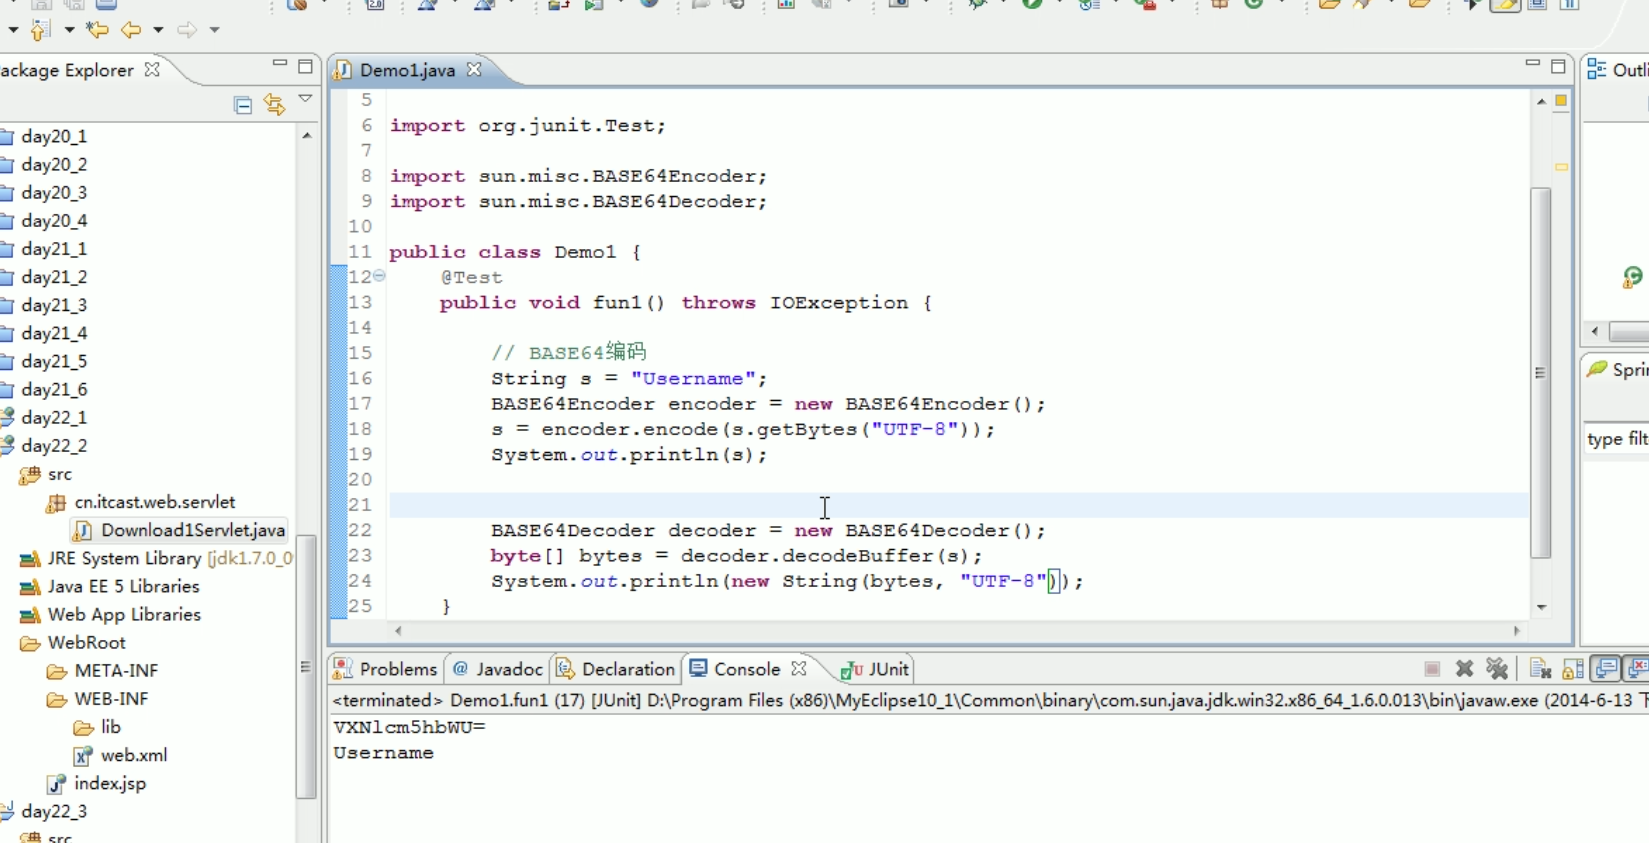 ackage Explorer
day20_1
day20_2
day20_3
day20_4
day21_1
day21_2
day21_3
day21_4
day21_5
day21_6
day22_1
day22_2
src
cn.itcast.web.servlet
Download1Servlet.java
JRE System Library [jdk1.7.0_0
Java EE 5 Libraries
Web App Libraries
WebRoot
META-INF
WEB-INF
lib
web.xml
index.jsp
day22_3
src
Demo1.java
5
6 import org.junit.Test;
7
8 import sun.misc.BASE64Encoder;
9 import sun.misc.BASE64Decoder;
10
11 public class Demo1 {
12 @Test
13 public void fun1() throws IOException {
14
15 // BASE64编码
16 String s = "Username";
17 BASE64Encoder encoder = new BASE64Encoder();
18 s = encoder.encode(s.getBytes("UTF-8"));
19 System.out.println(s);
20
21
22 BASE64Decoder decoder = new BASE64Decoder();
23 byte[] bytes = decoder.decodeBuffer(s);
24 System.out.println(new String(bytes, "UTF-8"));
25 }
Problems @ Javadoc Declaration Console JUnit
<terminated> Demo1.fun1 (17) [JUnit] D:\Program Files (x86)\MyEclipse10_1\Common\binary\com.sun.java.jdk.win32.x86_64_1.6.0.013\bin\javaw.exe (2014-6-13 下
VXNlcm5hbWU=
Username
Outli
Sprin
type filt